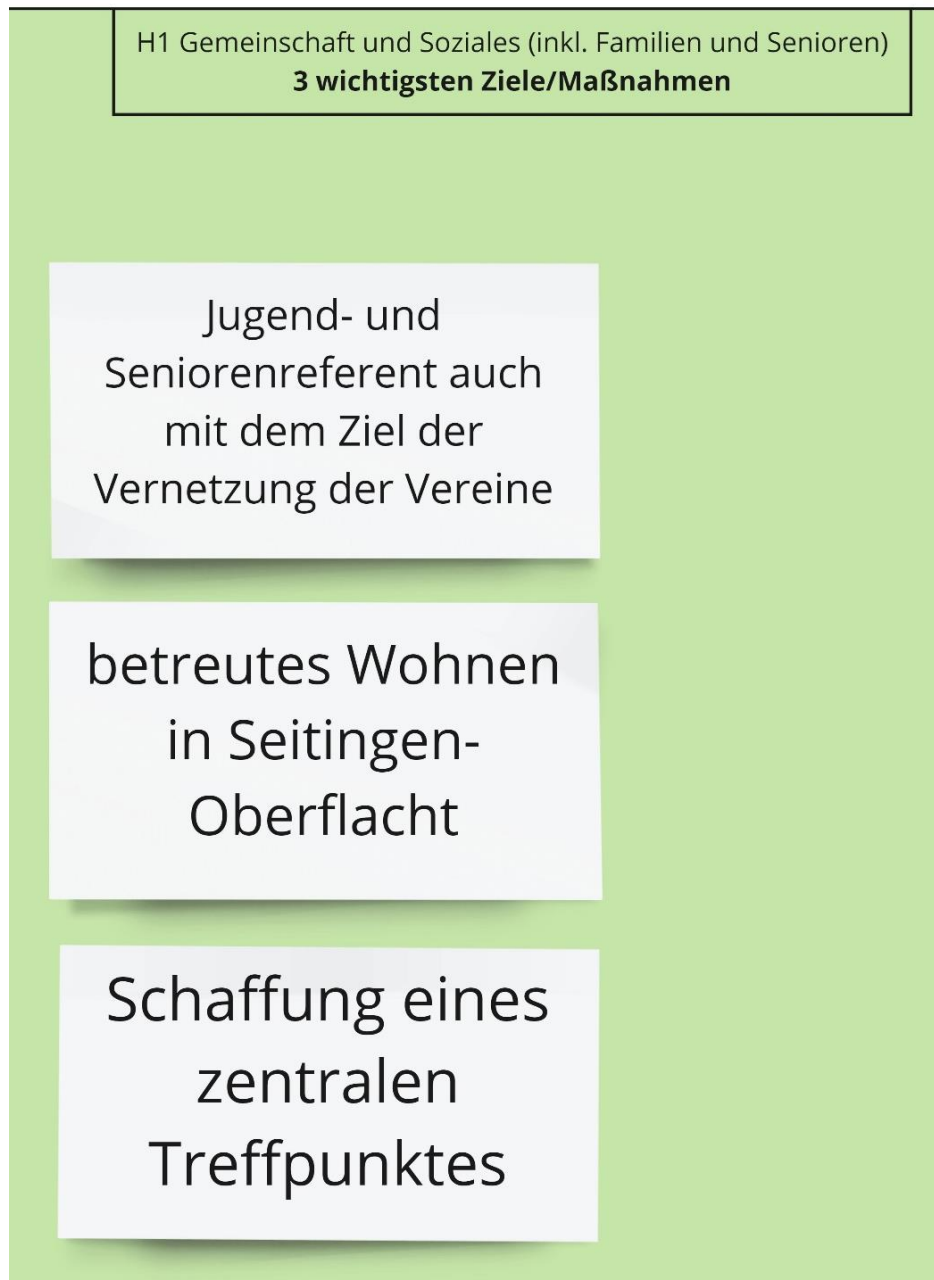 H1 Gemeinschaft und Soziales (inkl. Familien und Senioren)
3 wichtigsten Ziele/Maßnahmen
Jugend- und
Seniorenreferent auch
mit dem Ziel der
Vernetzung der Vereine
betreutes Wohnen
in Seitingen-
Oberflacht
Schaffung eines
zentralen
Treffpunktes